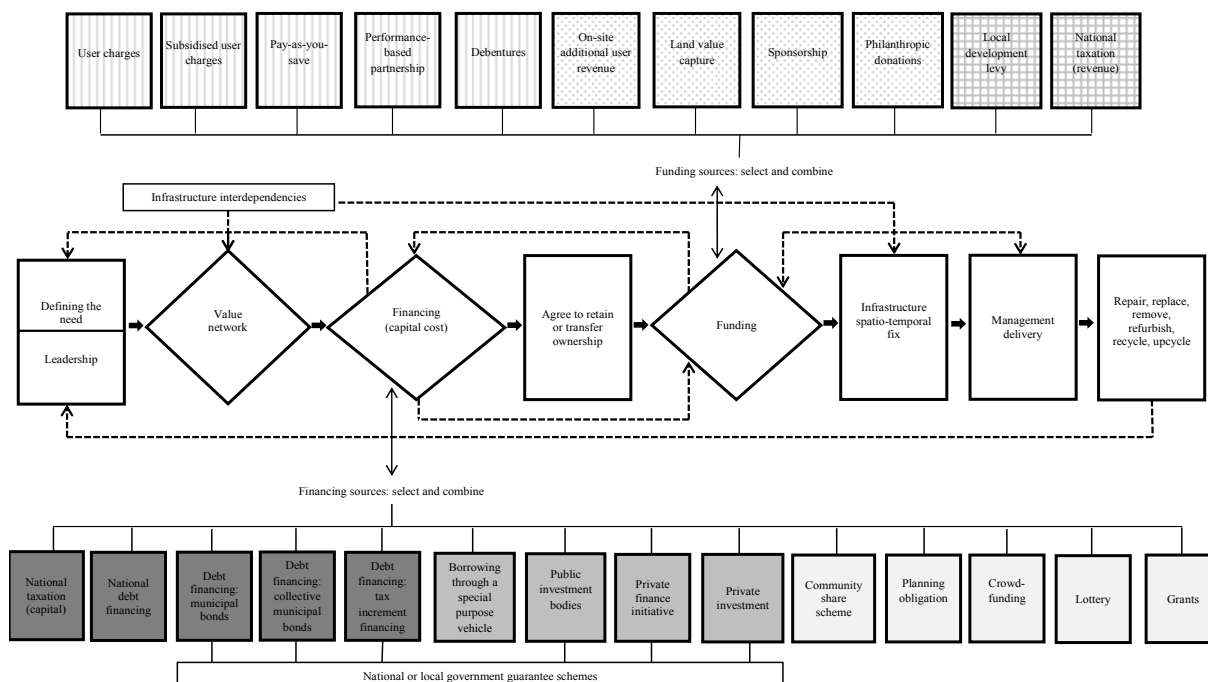 User charges
Subsidised user
charges
Pay-as-you-
save
Performance-
based
partnership
Debentures
On-site
additional user
revenue
Land value
capture
Sponsorship
Philanthropic
donations
Local
development
levy
National
taxation
(revenue)
Funding sources: select and combine
Infrastructure interdependencies
Defining the
need
Leadership
Value
network
Financing
(capital cost)
Agree to retain
or transfer
ownership
Funding
Infrastructure
spatio-temporal
fix
Management
delivery
Repair, replace,
remove,
refurbish,
recycle, upcycle
Financing sources: select and combine
National
taxation
(capital)
National
debt
financing
Debt
financing:
municipal
bonds
Debt
financing:
collective
municipal
bonds
Debt
financing:
tax
increment
financing
Borrowing
through a
special
purpose
vehicle
Public
investment
bodies
Private
finance
initiative
Private
investment
Community
share
scheme
Planning
obligation
Crowd-
funding
Lottery
Grants
National or local government guarantee schemes